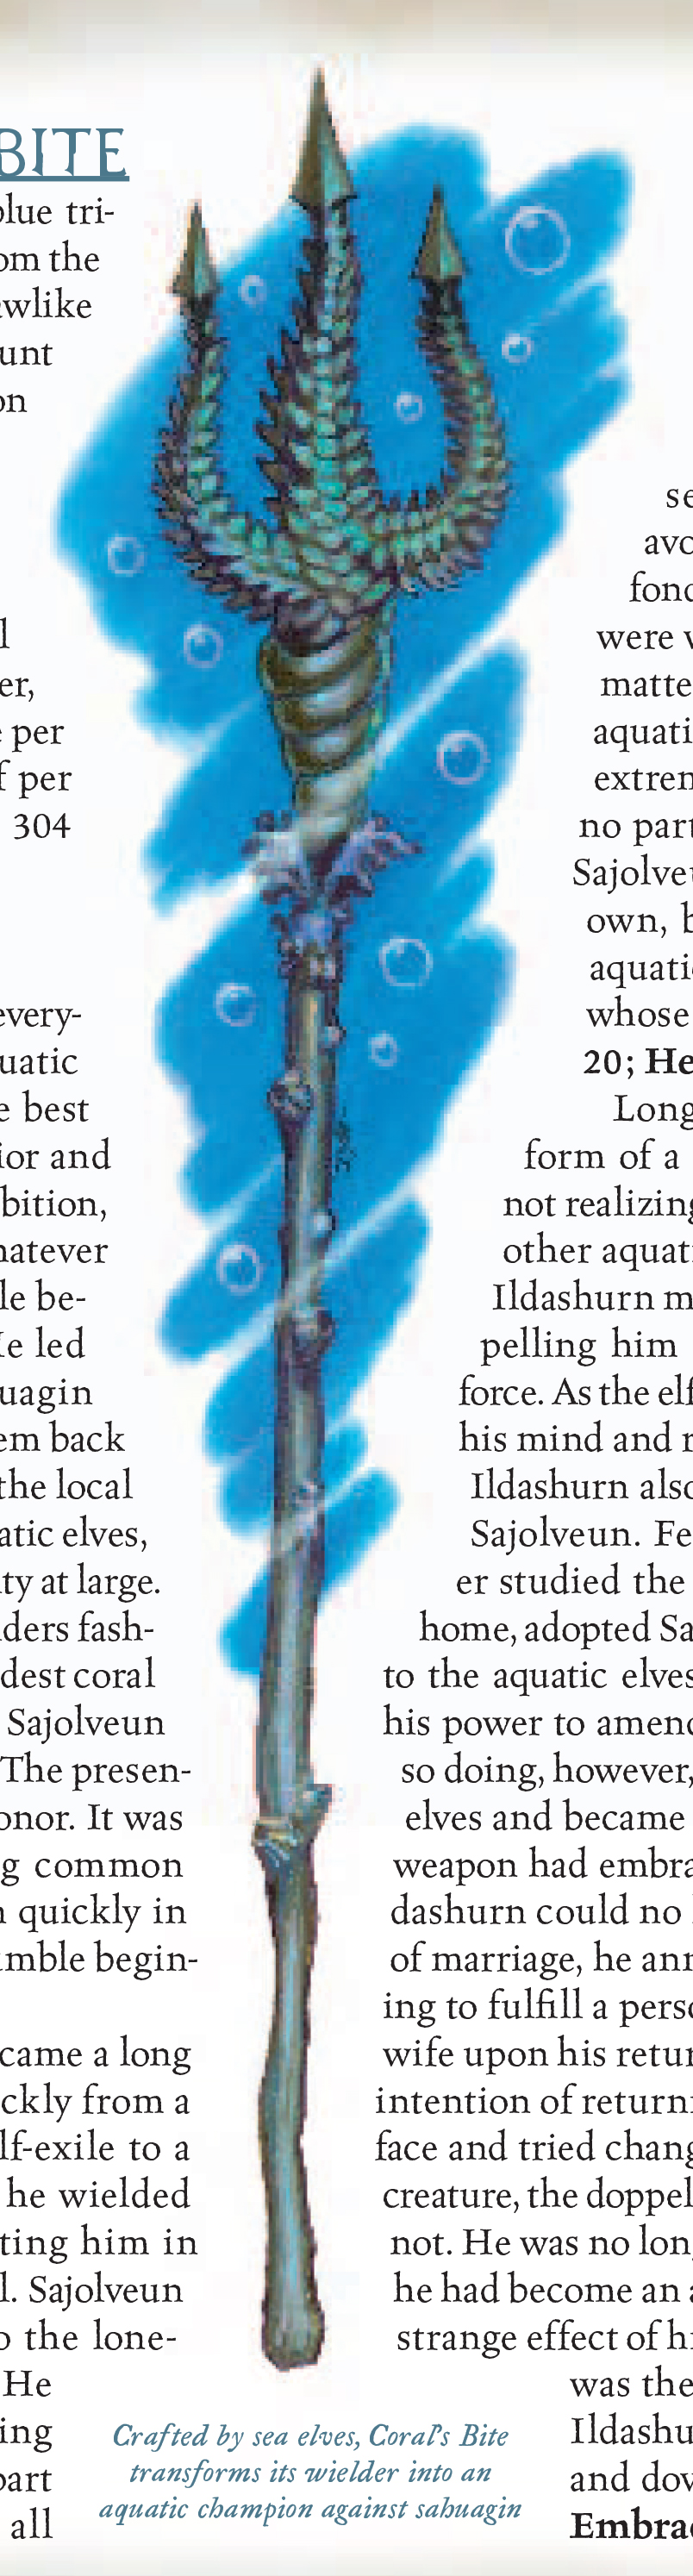 BITE
blue tri-
om the
awlike
unt
on
l
er,
e per
f per
304
every-
uatic
e best
ior and
bition,
hatever
le be-
He led
uagin
em back
the local
atic elves,
ty at large.
ders fash-
dest coral
Sajolveun
The presen-
onor. It was
g common
n quickly in
umble begin-
came a long
ckly from a
lf-exile to a
he wielded
ting him in
l. Sajolveun
o the lone-
He
ing
part
all
Crafted by sea elves, Coral's Bite
transforms its wielder into an
aquatic champion against sahuagin
se
avo
fond
were v
matte
aquati
extrem
no part
Sajolveu
own, b
aquatic
whose
20; He
Long
form of a
not realizing
other aquati
Ildashurn m
pelling him
force. As the elf
his mind and r
Ildashurn also
Sajolveun. Fe
er studied the
home, adopted Sa
to the aquatic elves
his power to amend
so doing, however,
elves and became
weapon had embra
dashurn could no l
of marriage, he ann
ing to fulfill a perso
wife upon his retur
intention of returni
face and tried chang
creature, the doppel
not. He was no long
he had become an a
strange effect of hi
was the
Ildashu
and dow
Embrac